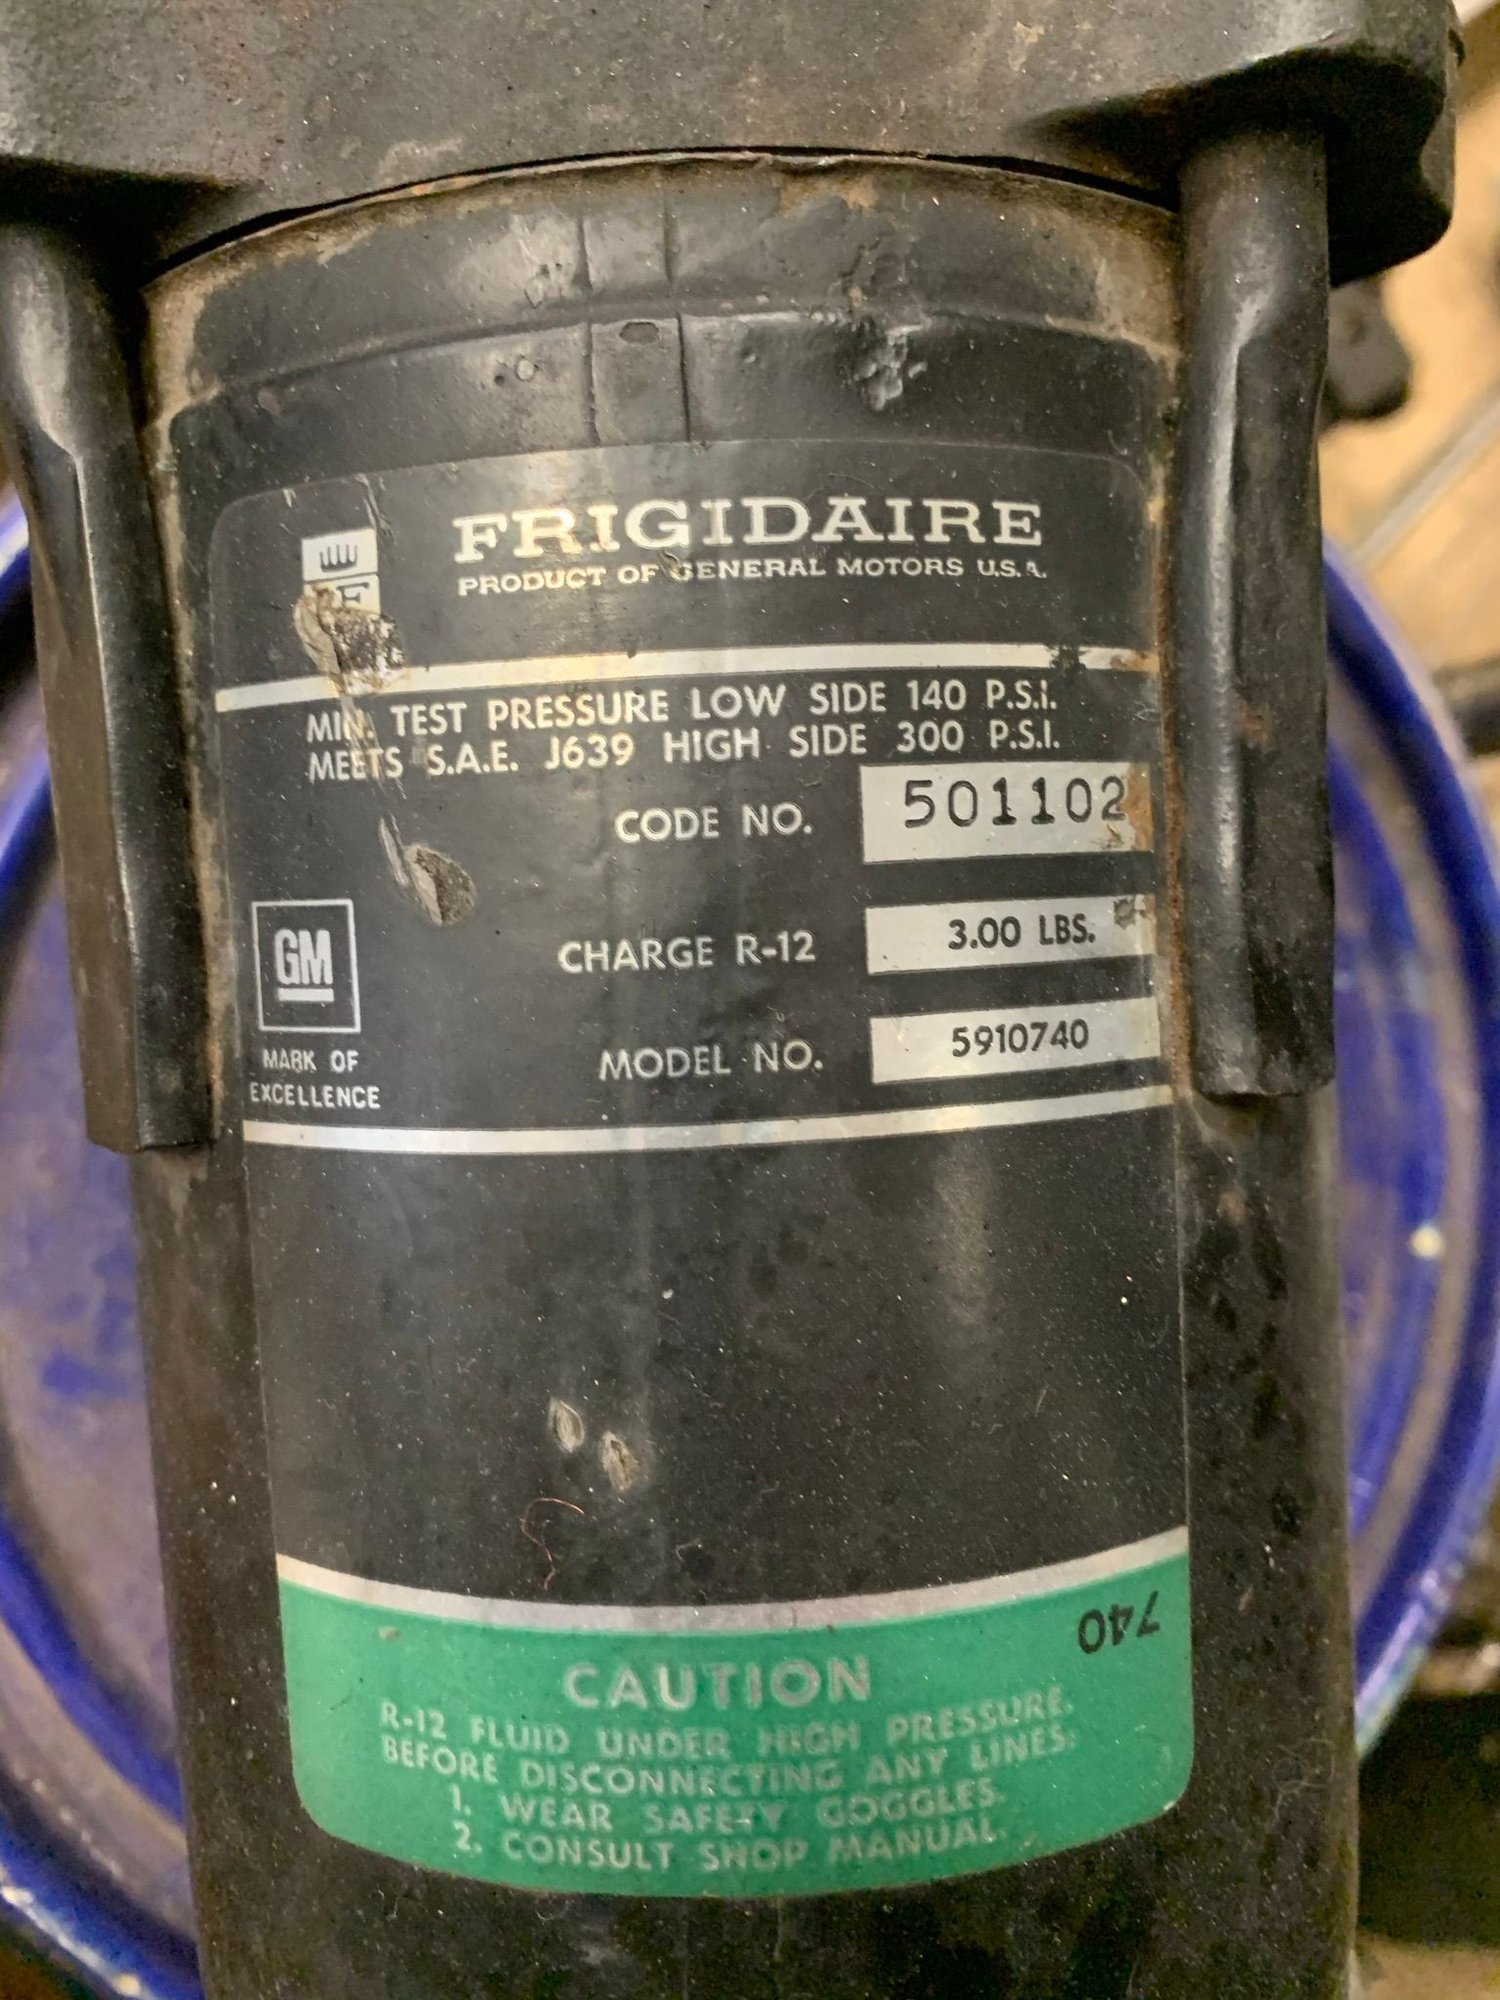 FRIGIDAIRE
PRODUCT OF GENERAL MOTORS U.S.A.
F
MIN. TEST PRESSURE LOW SIDE 140 P.S.I.
MEETS S.A.E. J639 HIGH SIDE 300 P.S.I.
CODE NO. 501102
CHARGE R-12 3.00 LBS.
MODEL NO. 5910740
GM
MARK OF
EXCELLENCE
740
CAUTION
R-12 FLUID UNDER HIGH PRESSURE.
BEFORE DISCONNECTING ANY LINES:
1. WEAR SAFETY GOGGLES.
2. CONSULT SHOP MANUAL.